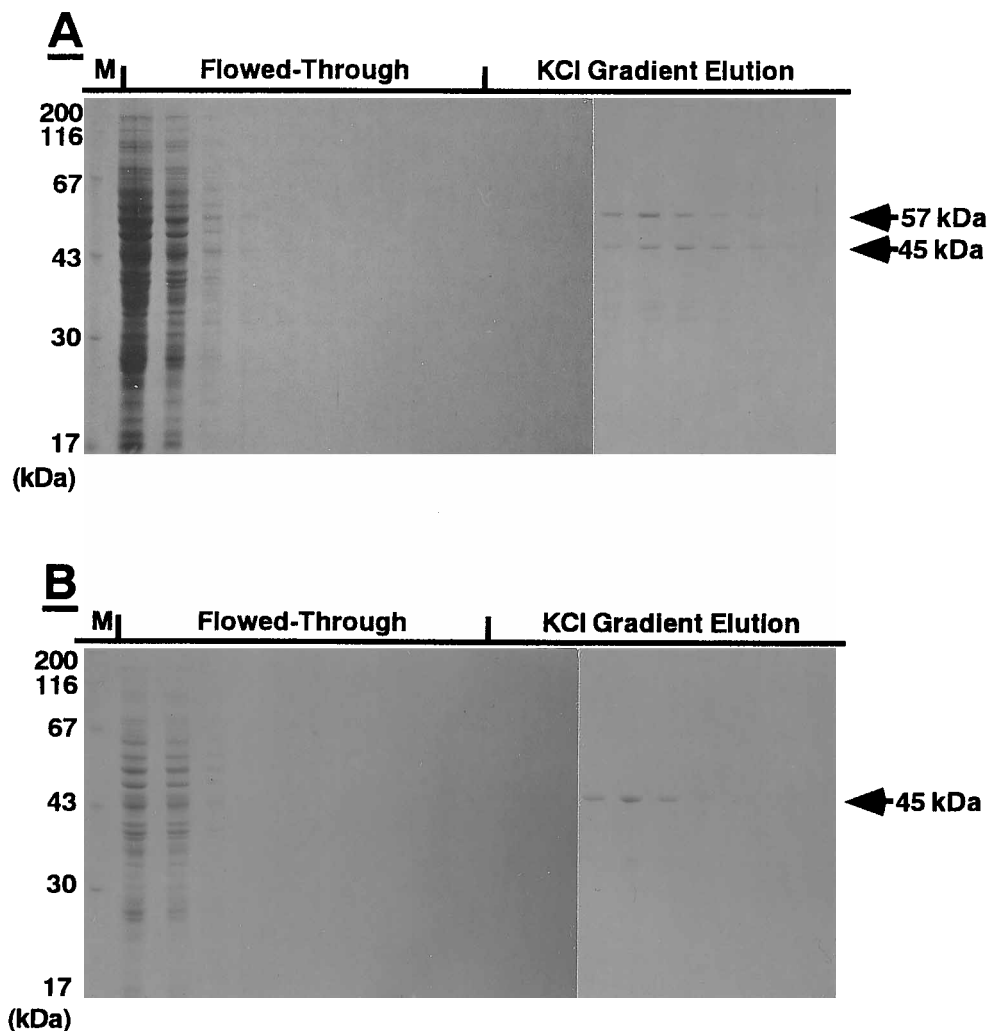 A
M Flowed-Through KCl Gradient Elution
200
116
67
57 kDa
45 kDa
43
30
17
(kDa)
B
M Flowed-Through KCl Gradient Elution
200
116
67
43
45 kDa
30
17
(kDa)